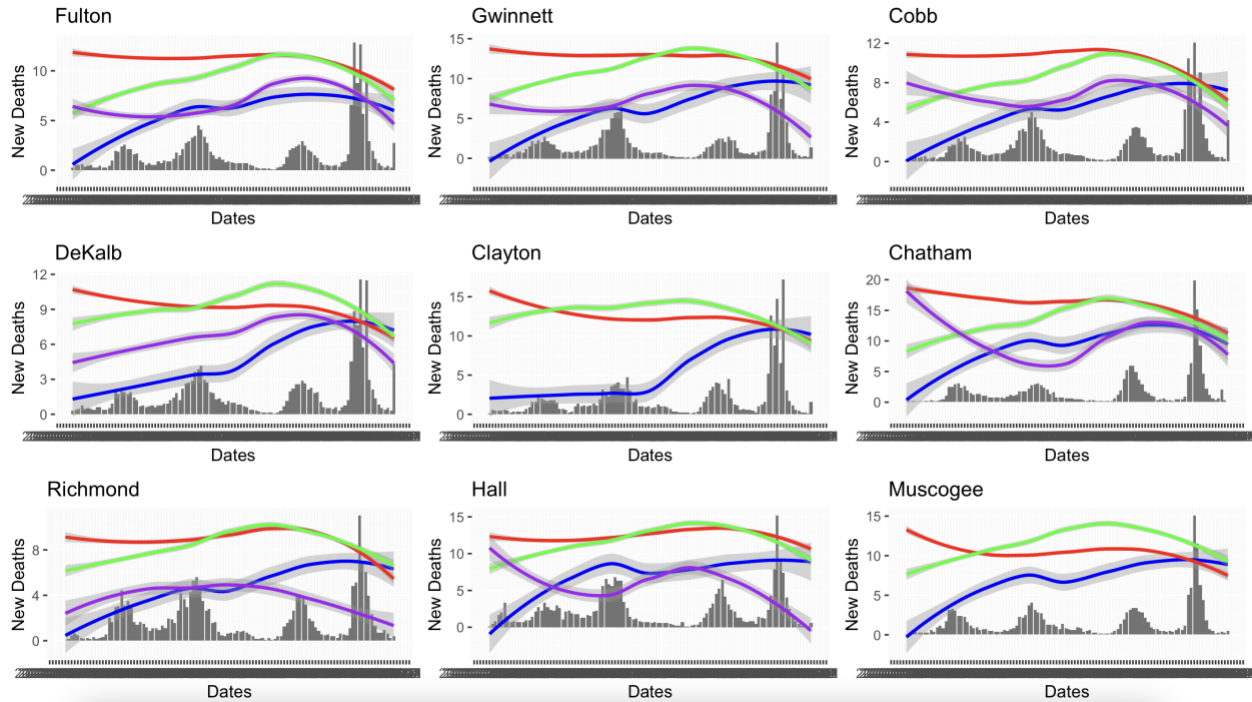 Fulton
Gwinnett
Cobb
New Deaths
10
5
0
New Deaths
15
10
5
0
New Deaths
12
8
4
0
Dates
Dates
Dates
DeKalb
Clayton
Chatham
New Deaths
12
9
6
3
0
New Deaths
15
10
5
0
New Deaths
20
15
10
5
0
Dates
Dates
Dates
Richmond
Hall
Muscogee
New Deaths
8
4
0
New Deaths
15
10
5
0
New Deaths
15
10
5
0
Dates
Dates
Dates